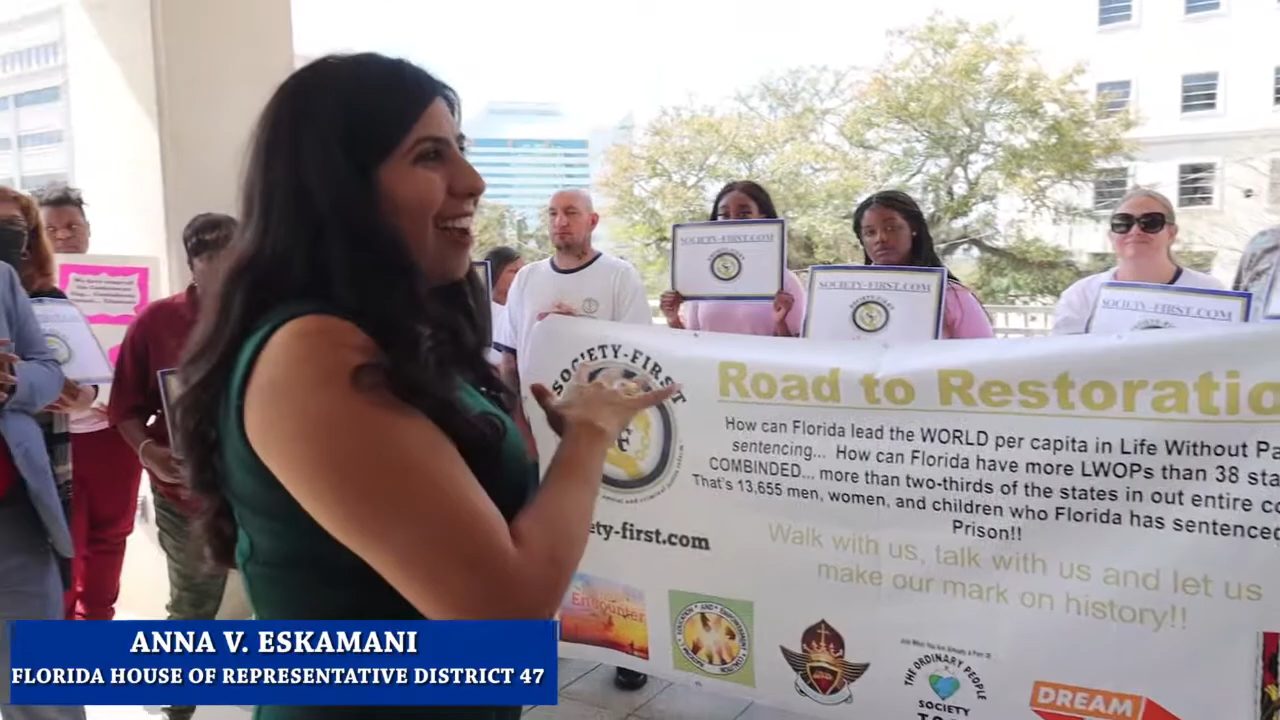 SOCIETY-FIRST.COM
SOCIETY-FIRST.COM
SOCIETY-FIRST.COM
SOCIETY-FIRST
Road to Restoratio
How can Florida lead the WORLD per capita in Life Without Pa
sentencing... How can Florida have more LWOPs than 38 sta
COMBINDED... more than two-thirds of the states in out entire co
That's 13,655 men, women, and children who Florida has sentenced
Prison!!
ety-first.com
Walk with us, talk with us and let us
make our mark on history!!
Encounter
THE ORDINARY PEOPLE
SOCIETY
DREAM
ANNA V. ESKAMANI
FLORIDA HOUSE OF REPRESENTATIVE DISTRICT 47